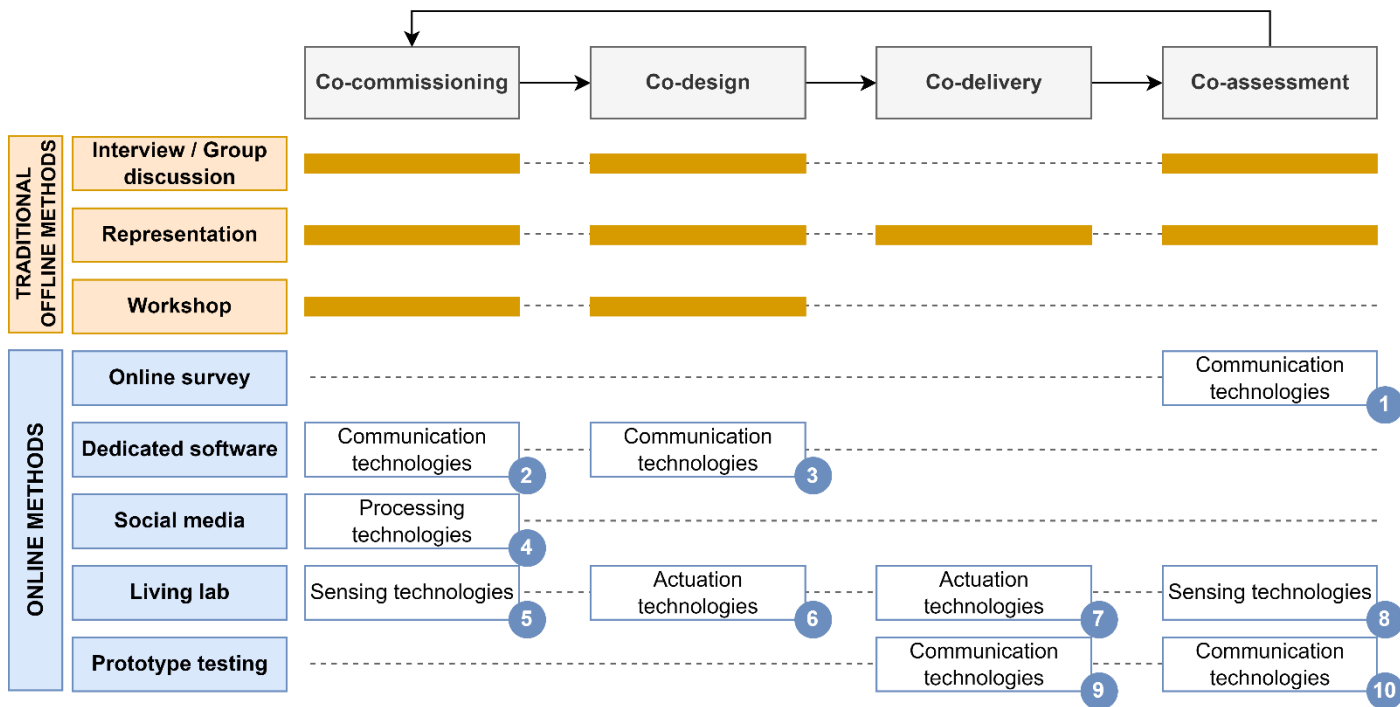 Co-commissioning
Co-design
Co-delivery
Co-assessment
TRADITIONAL
OFFLINE METHODS
Interview / Group
discussion
Representation
Workshop
ONLINE METHODS
Online survey
Communication
technologies
1
Dedicated software
Communication
technologies
2
Communication
technologies
3
Social media
Processing
technologies
4
Living lab
Sensing technologies
5
Actuation
technologies
6
Actuation
technologies
7
Sensing technologies
8
Prototype testing
Communication
technologies
9
Communication
technologies
10